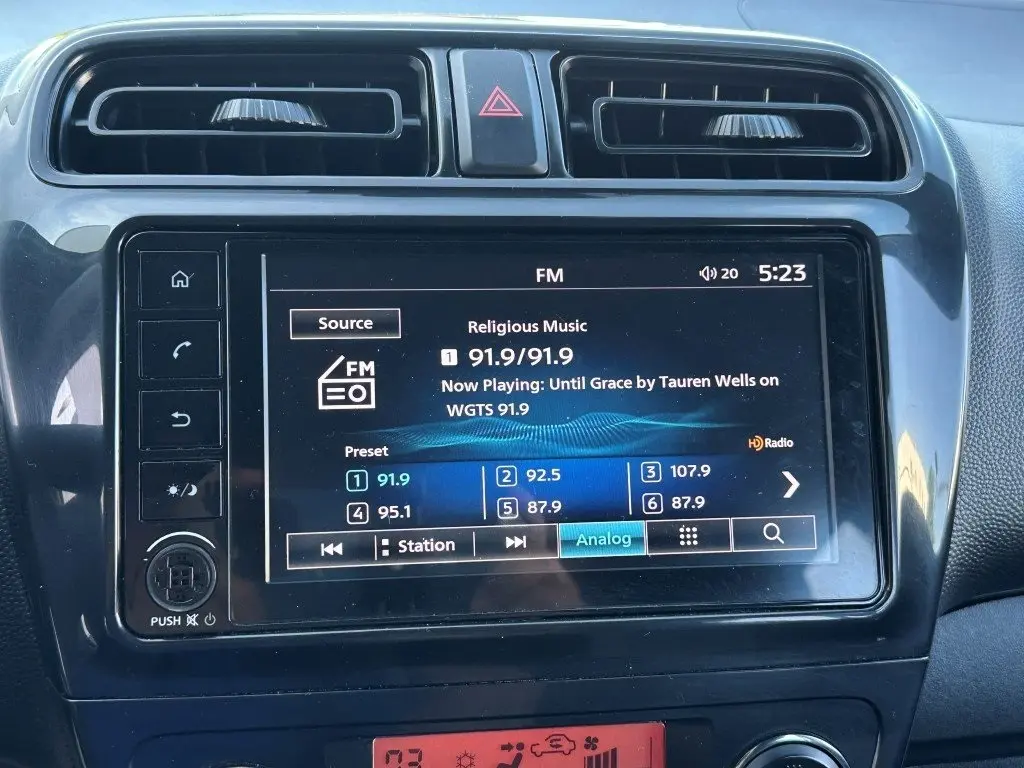 FM 20 5:23
Source
Religious Music
1 91.9/91.9
FM
Now Playing: Until Grace by Tauren Wells on
WGTS 91.9
HD Radio
Preset
1 91.9 2 92.5 3 107.9
4 95.1 5 87.9 6 87.9
Station Analog
PUSH